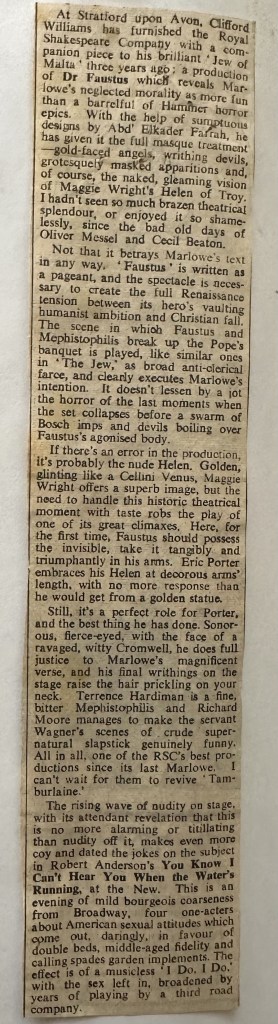 At Stratford upon Avon, Clifford
Williams has furnished the Royal
Shakespeare Company with a com-
panion piece to his brilliant ' Jew of
Malta ' three years ago ; a production
of Dr Faustus which reveals Mar-
lowe's neglected morality as more fun
than a barrelful of Hammer horror
epics. With the help of sumptuous
designs by Abd' Elkader Farrah, he
has given it the full masque treatment
—gold-faced angels, writhing devils,
grotesquely masked apparitions and,
of course, the naked, gleaming vision
of Maggie Wright's Helen of Troy.
I hadn't seen so much brazen theatrical
splendour, or enjoyed it so shame-
lessly, since the bad old days of
Oliver Messel and Cecil Beaton.
Not that it betrays Marlowe's text
in any way. ' Faustus ' is written as
a pageant, and the spectacle is neces-
sary to create the full Renaissance
tension between its hero's vaulting
humanist ambition and Christian fall.
The scene in which Faustus and
Mephistophilis break up the Pope's
banquet is played, like similar ones
in ' The Jew,' as broad anti-clerical
farce, and cleanly executes Marlowe's
intention. It doesn't lessen by a jot
the horror of the last moments when
the set collapses before a swarm of
Bosch imps and devils boiling over
Faustus's agonised body.
If there's an error in the production,
it's probably the nude Helen. Golden,
glinting like a Cellini Venus, Maggie
Wright offers a superb image, but the
need to handle this historic theatrical
moment with taste robs the play of
one of its great climaxes. Here, for
the first time, Faustus should possess
the invisible, take it tangibly and
triumphantly in his arms. Eric Porter
embraces his Helen at decorous arms'
length, with no more response than
he would get from a golden statue.
Still, it's a perfect role for Porter,
and the best thing he has done. Sonor-
ous, fierce-eyed, with the face of a
ravaged, witty Cromwell, he does full
justice to Marlowe's magnificent
verse, and his final writhings on the
stage raise the hair prickling on your
neck. Terrence Hardiman is a fine,
bitter Mephistophilis and Richard
Moore manages to make the servant
Wagner's scenes of crude super-
natural slapstick genuinely funny.
All in all, one of the RSC's best pro-
ductions since its last Marlowe. I
can't wait for them to revive ' Tam-
burlaine.'
The rising wave of nudity on stage,
with its attendant revelation that this
is no more alarming or titillating
than nudity off it, makes even more
coy and dated the jokes on the subject
in Robert Anderson's You Know I
Can't Hear You When the Water's
Running, at the New. This is an
evening of mild bourgeois coarseness
from Broadway, four one-acters
about American sexual attitudes which
come out, daringly, in favour of
double beds, middle-aged fidelity and
calling spades garden implements. The
effect is of a musicless ' I Do, I Do,'
with the sex left in, broadened by
years of playing by a third road
company.